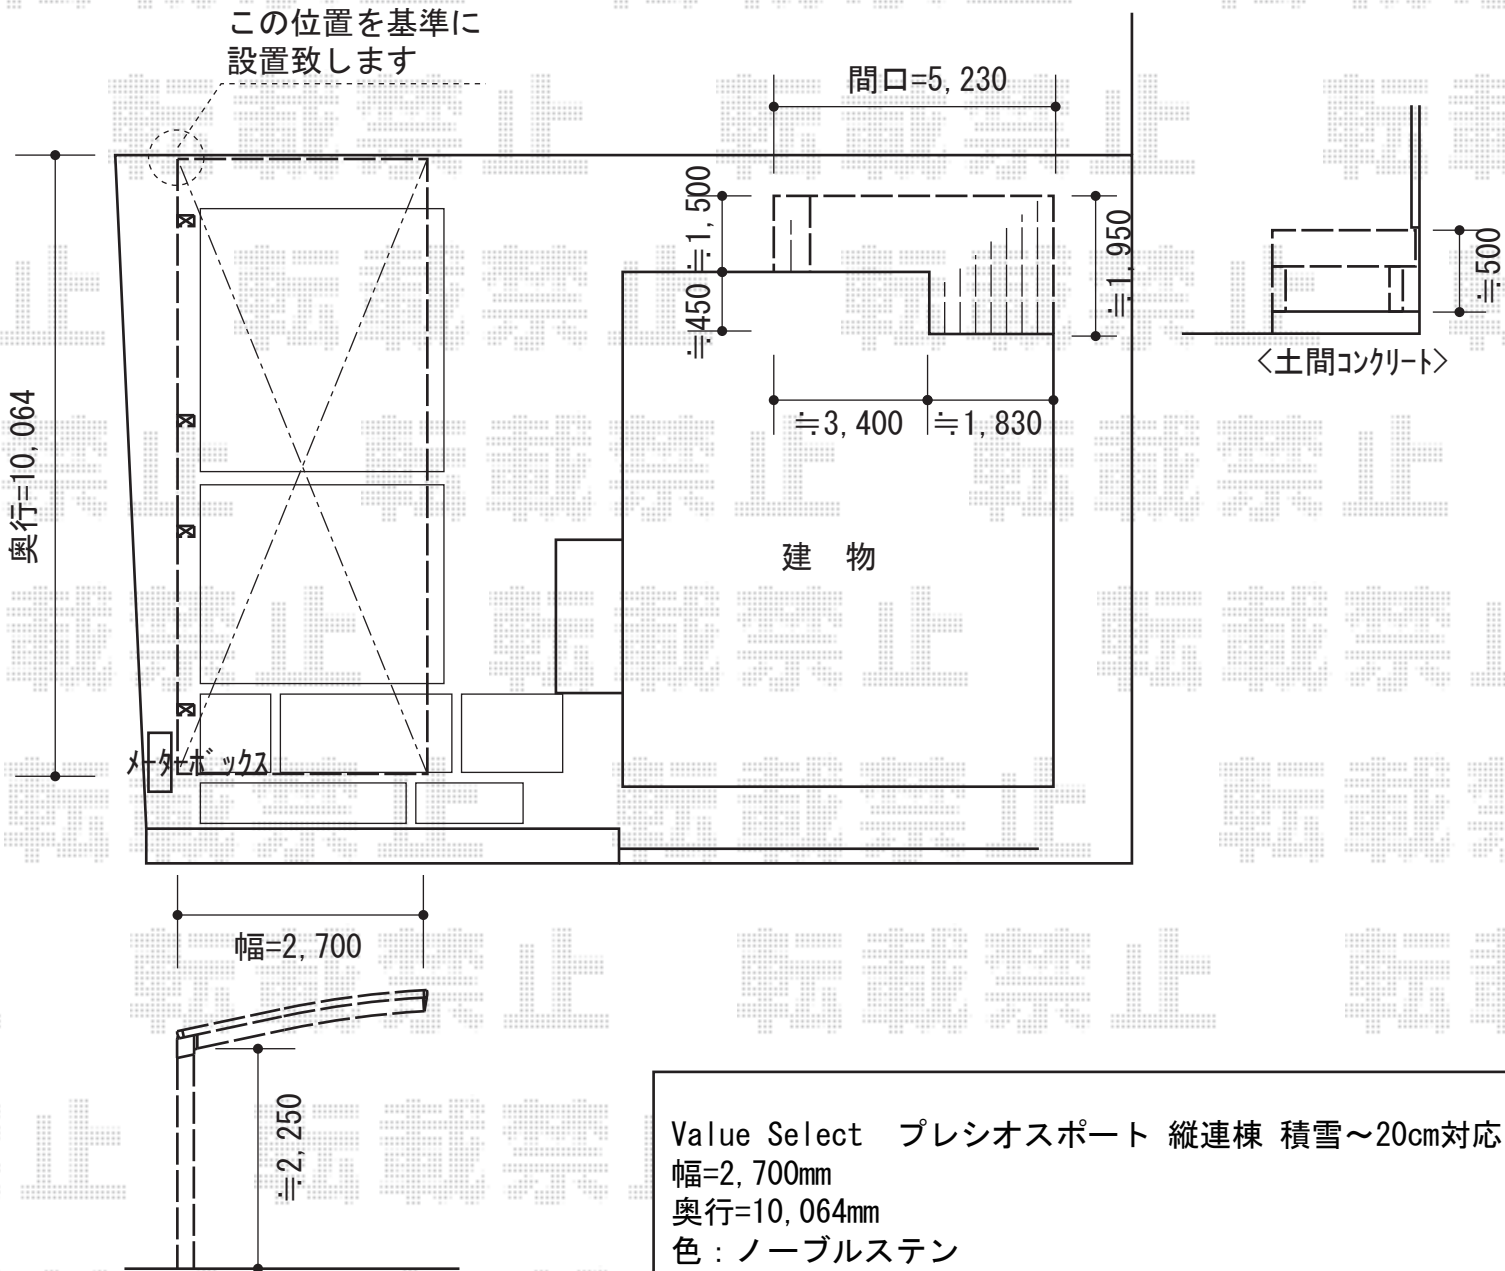 この位置を基準に
設置致します
間口=5,230
≒1,500
≒450
≒1,950
≒500
<土間コンクリート>
≒3,400
≒1,830
奥行=10,064
建 物
メーターボックス
幅=2,700
≒2,250
Value Select プレシオスポート 縦連棟 積雪～20cm対応
幅=2,700mm
奥行=10,064mm
色：ノーブルステン
転載禁止